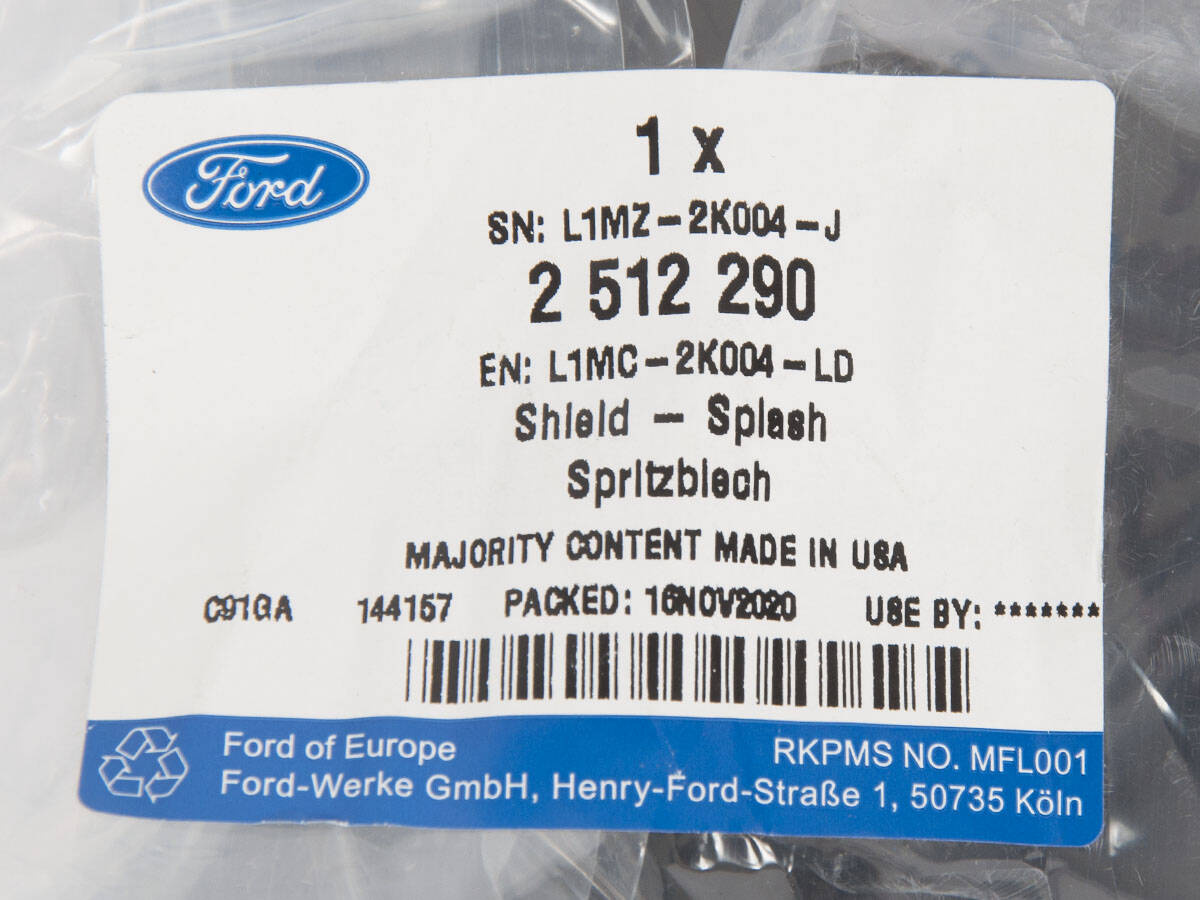 Ford
1 x
SN: L1MZ-2K004-J
2 512 290
EN: L1MC-2K004-LD
Shield - Splash
Spritzblech
MAJORITY CONTENT MADE IN USA
C91GA 144157 PACKED: 16NOV2020 USE BY: *******
Ford of Europe RKPMS NO. MFL001
Ford-Werke GmbH, Henry-Ford-Straße 1, 50735 Köln